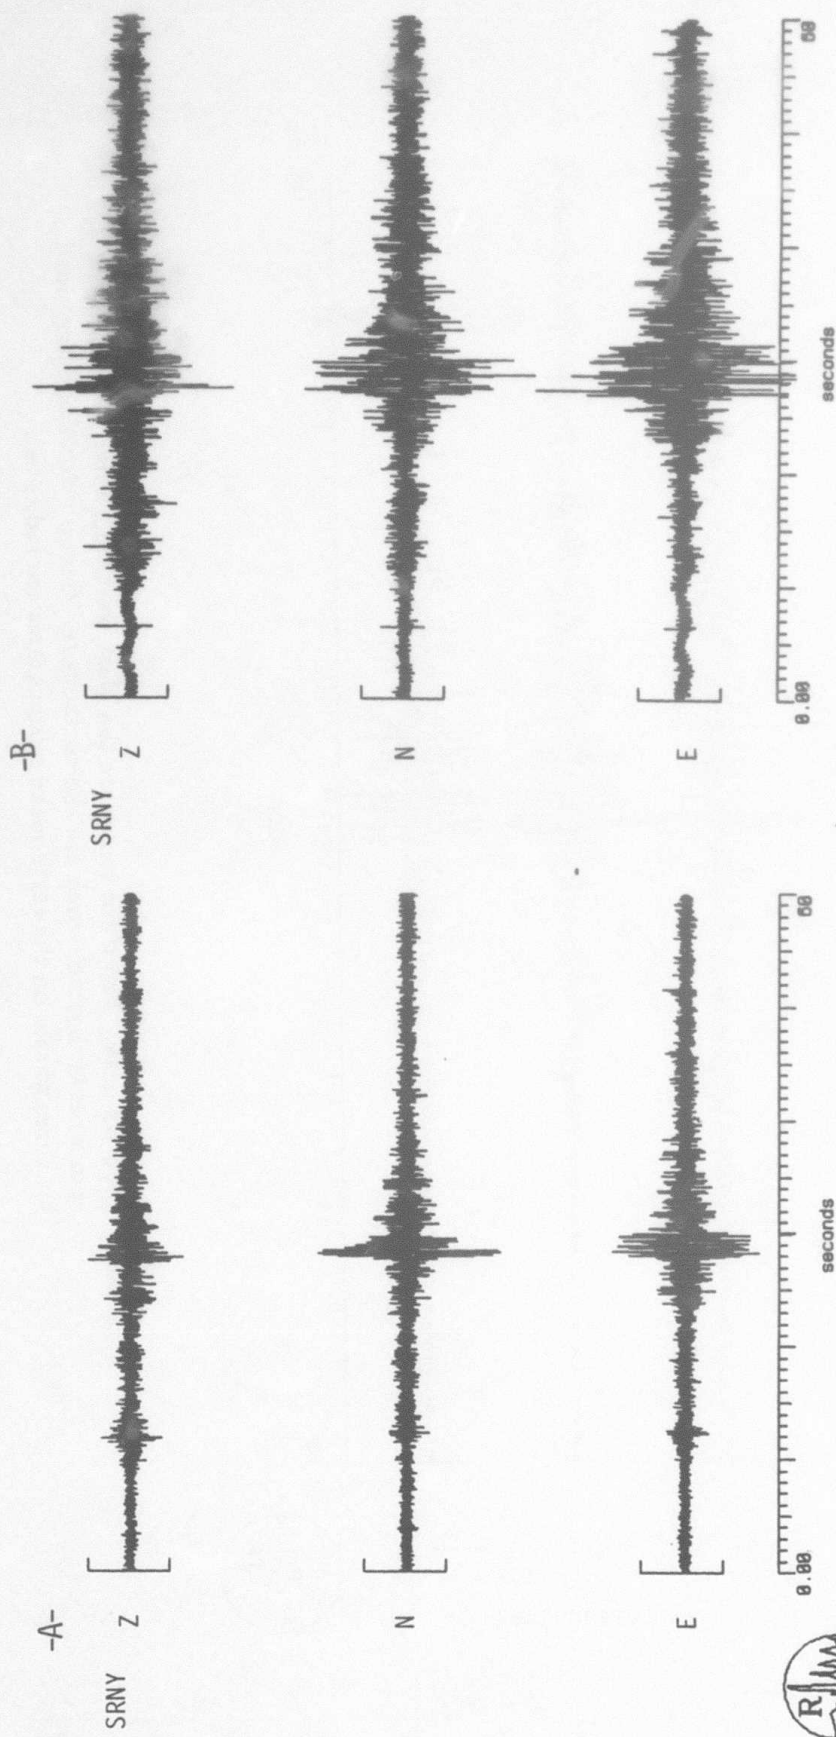 -A-
SRNY
Z
N
E
0.00
seconds
60
-B-
SRNY
Z
N
E
0.00
seconds
60
R